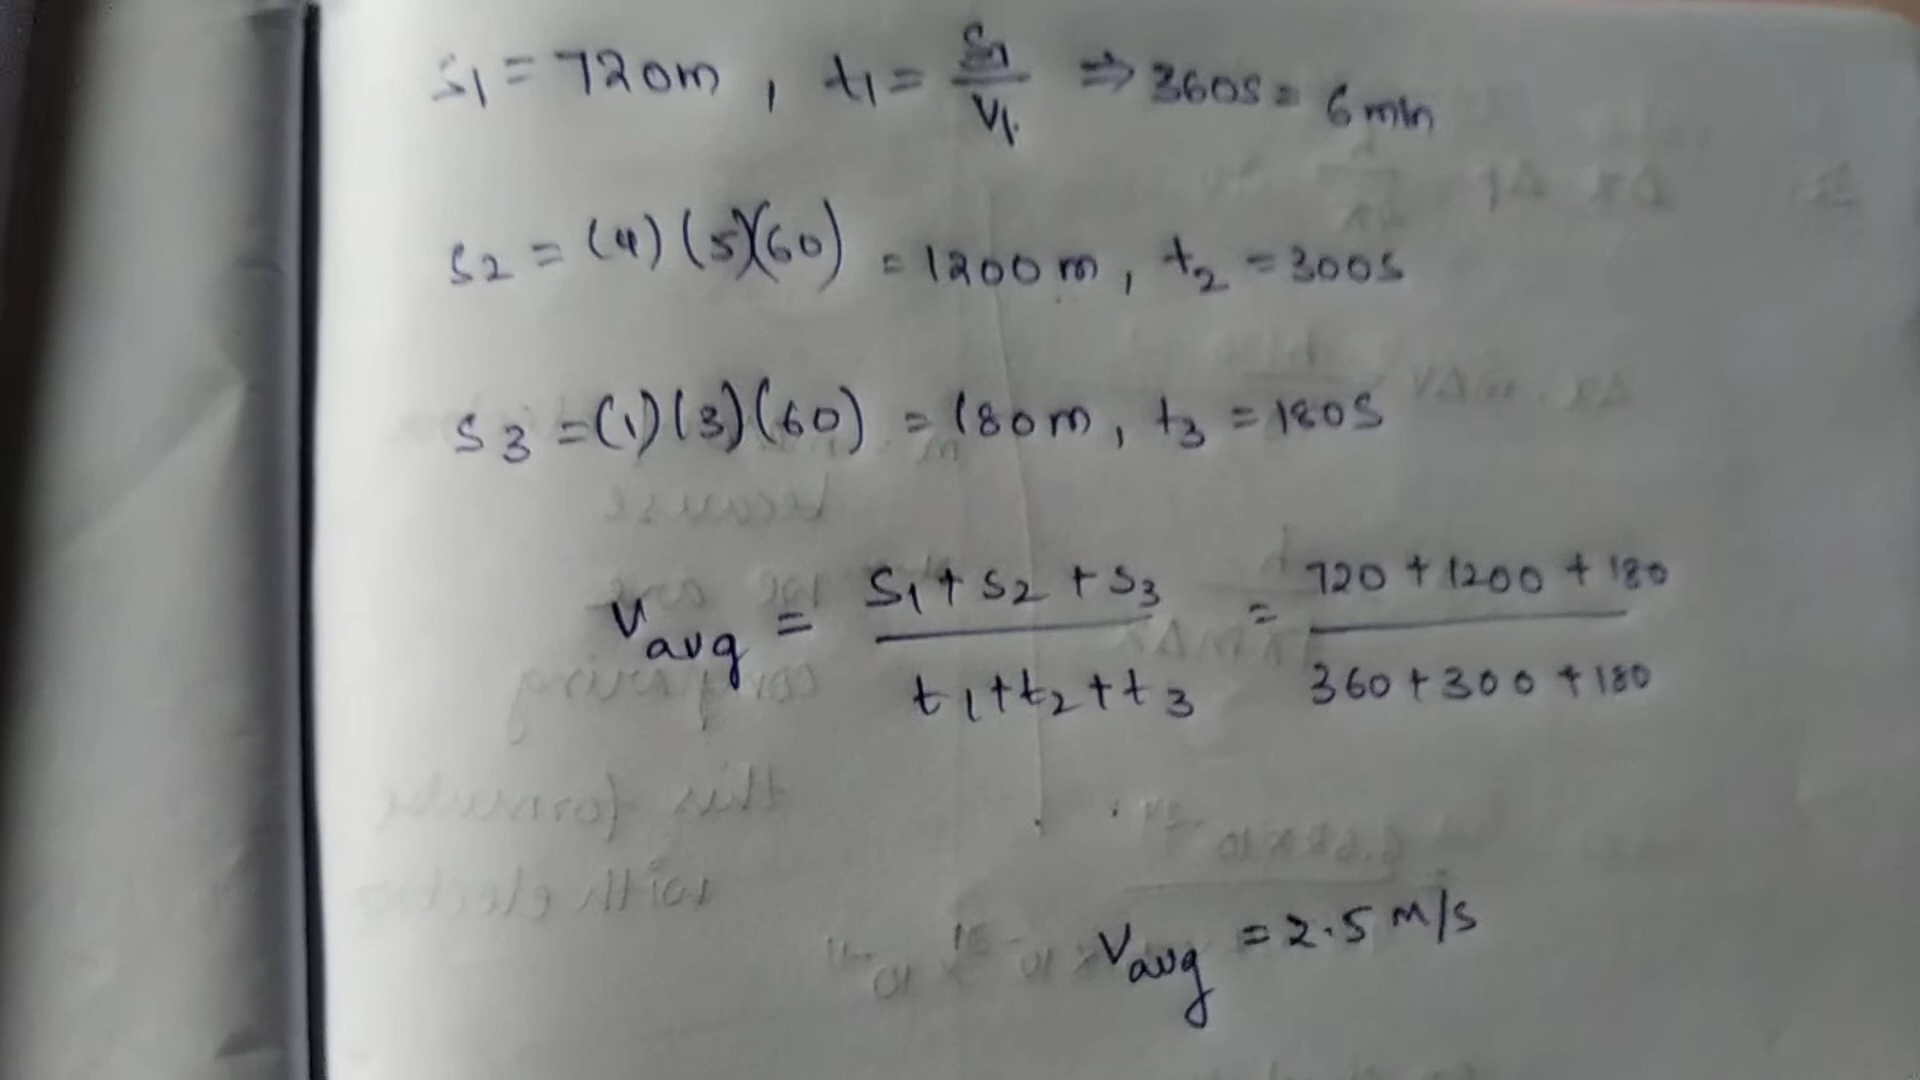 S1 = 720m , t1 = S1/V1. ⇒ 360S = 6 min
S2 = (4) (5)(60) = 1200m , t2 = 300S
S3 = (1) (3) (60) = 180m , t3 = 180S
Vavg = S1 + S2 + S3 / t1 + t2 + t3 = 720 + 1200 + 180 / 360 + 300 + 180
Vavg = 2.5 M/S